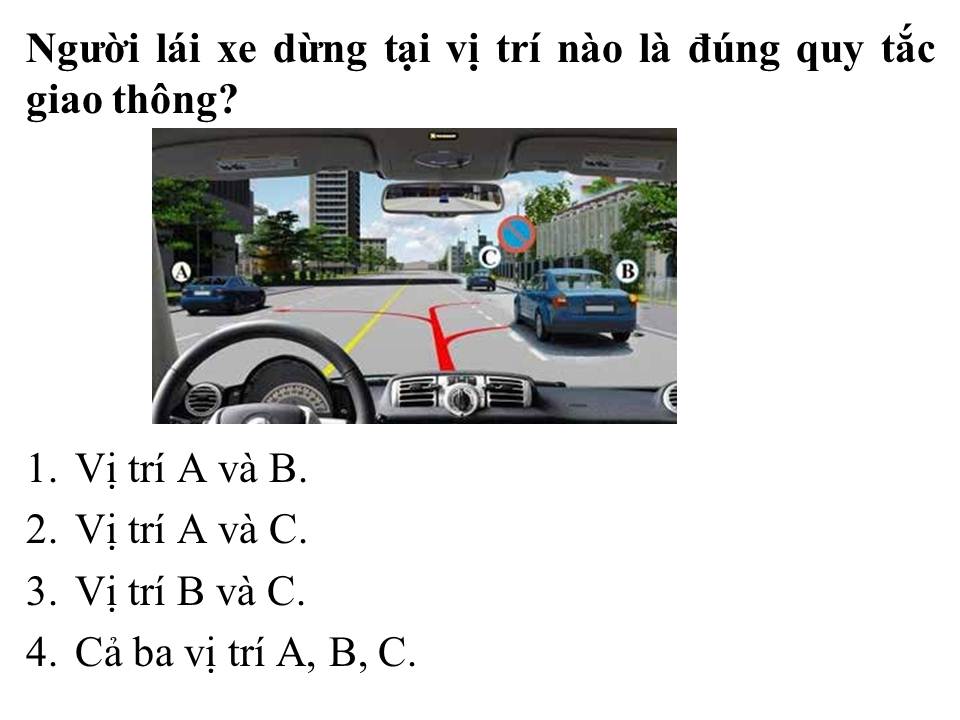 Người lái xe dừng tại vị trí nào là đúng quy tắc
giao thông?
A
C
B
1. Vị trí A và B.
2. Vị trí A và C.
3. Vị trí B và C.
4. Cả ba vị trí A, B, C.